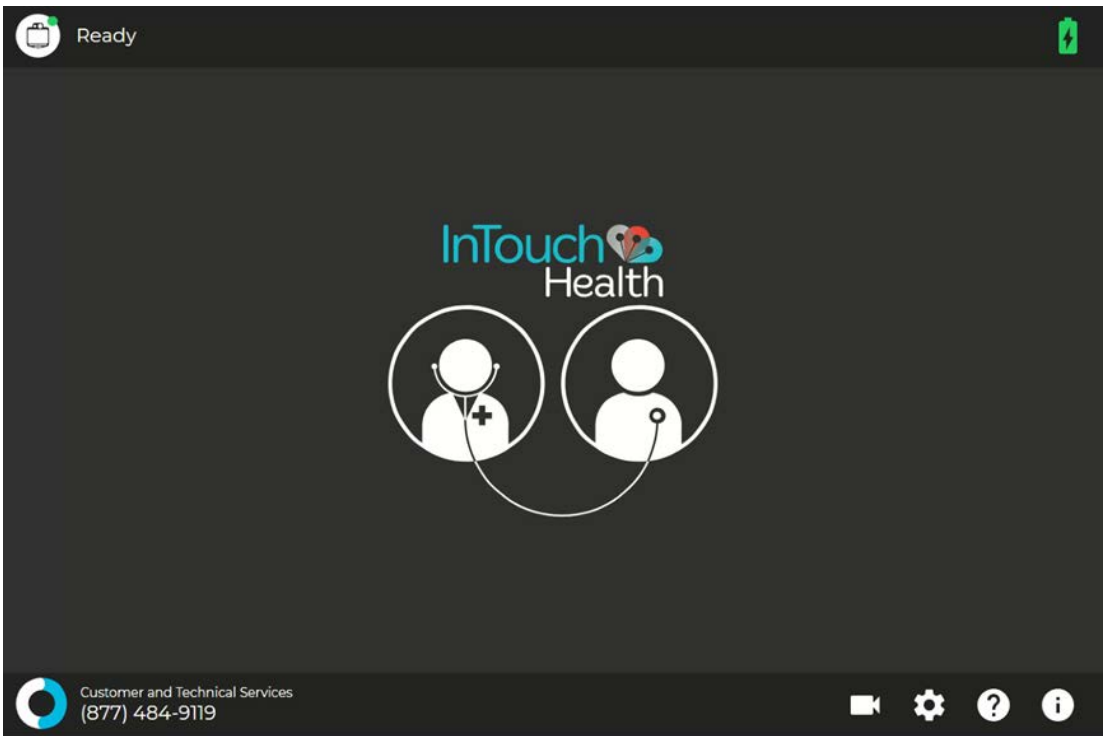 Ready
InTouch
Health
Customer and Technical Services
(877) 484-9119